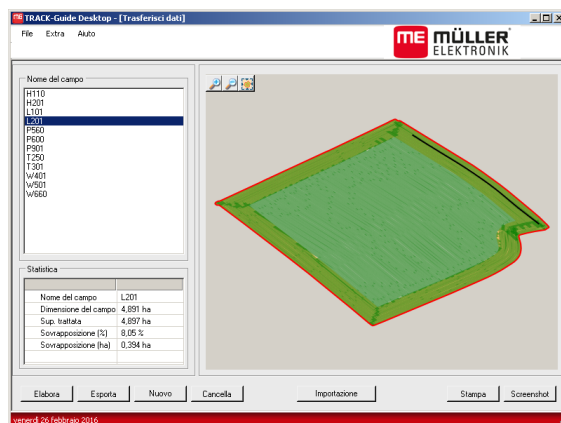 TRACK-Guide Desktop - [Trasferisci dati]
File Extra Aiuto
ME MÜLLER
ELEKTRONIK
Nome del campo
H110
H201
L101
L201
P560
P600
P901
T250
T301
W401
W501
W660
Statistica
Nome del campo L201
Dimensione del campo 4,891 ha
Sup. trattata 4,897 ha
Sovrapposizione (%) 8,05 %
Sovrapposizione (ha) 0,394 ha
Elabora Esporta Nuovo Cancella Importazione Stampa Screenshot
venerdì 26 febbraio 2016